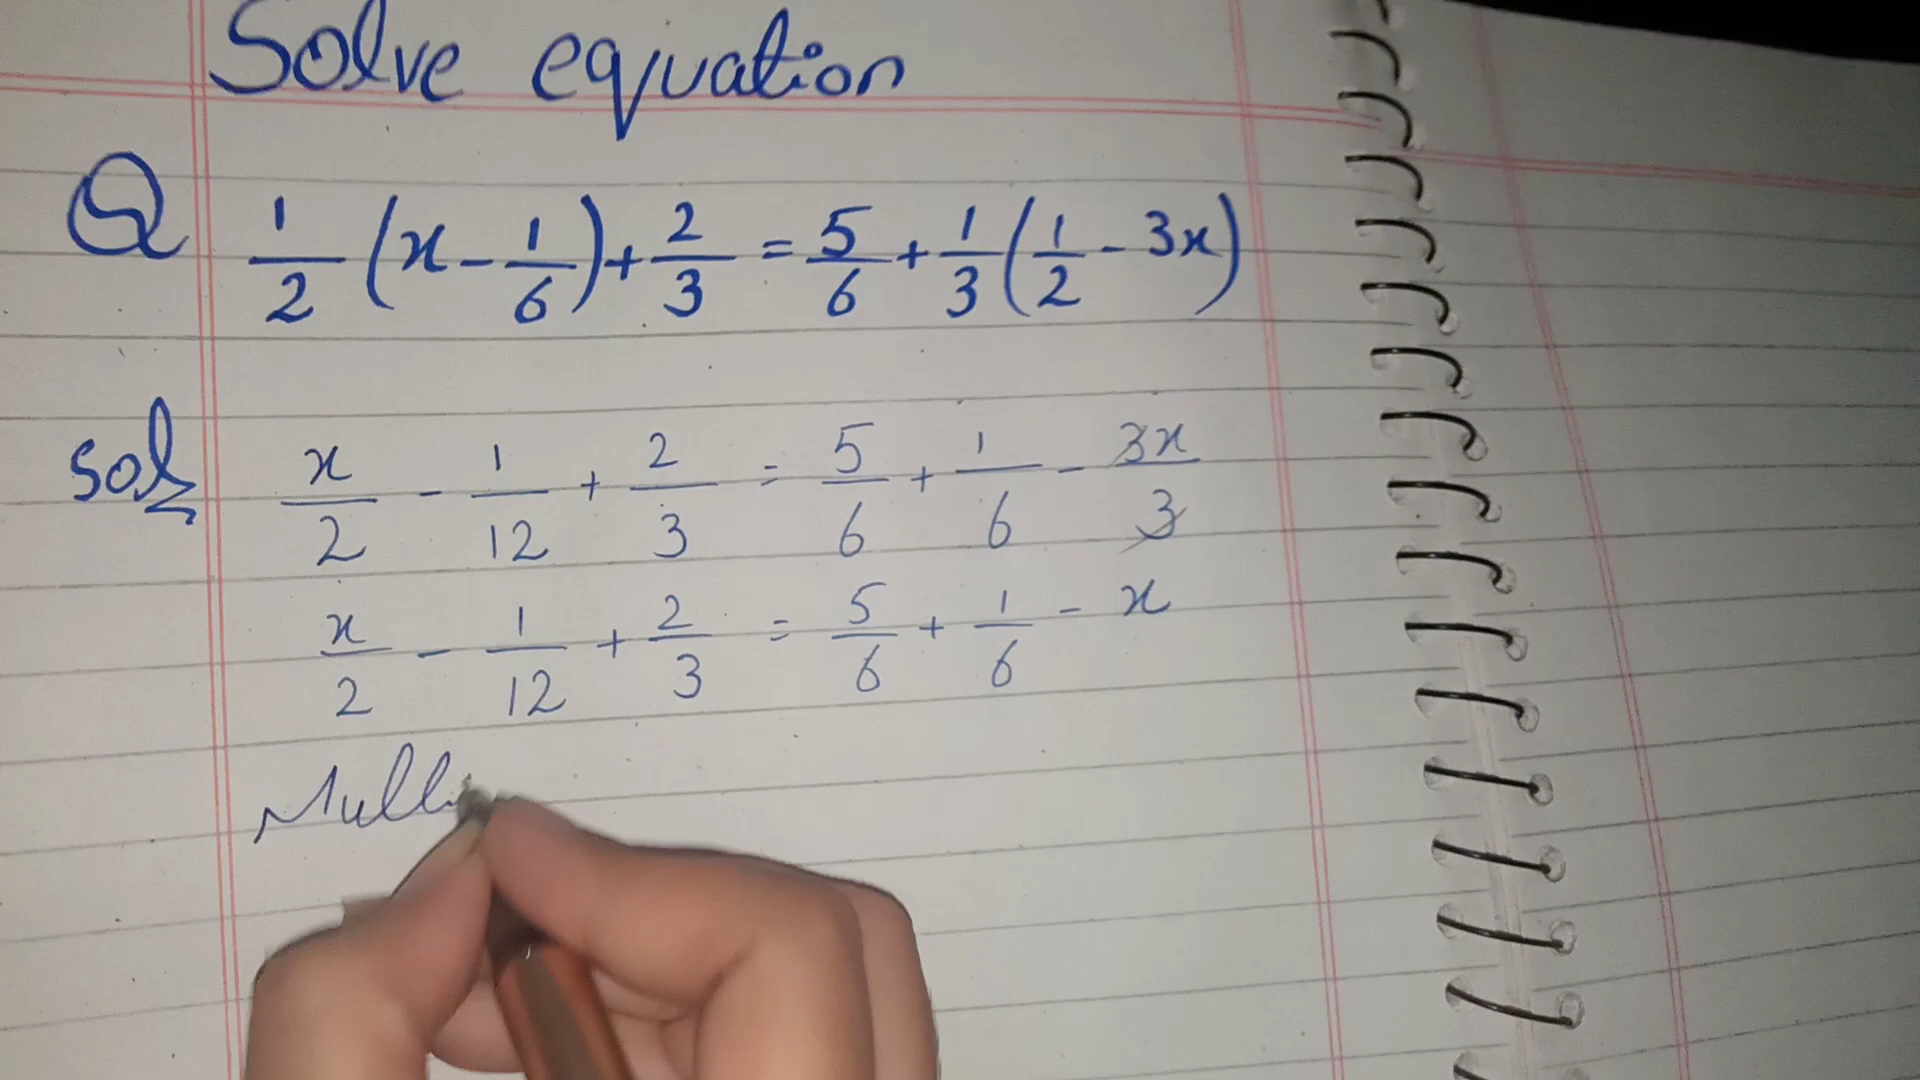 Solve equation
Q 1/2 (x - 1/6) + 2/3 = 5/6 + 1/3 (1/2 - 3x)
Sol x/2 - 1/12 + 2/3 = 5/6 + 1/6 - 3x/3
x/2 - 1/12 + 2/3 = 5/6 + 1/6 - x